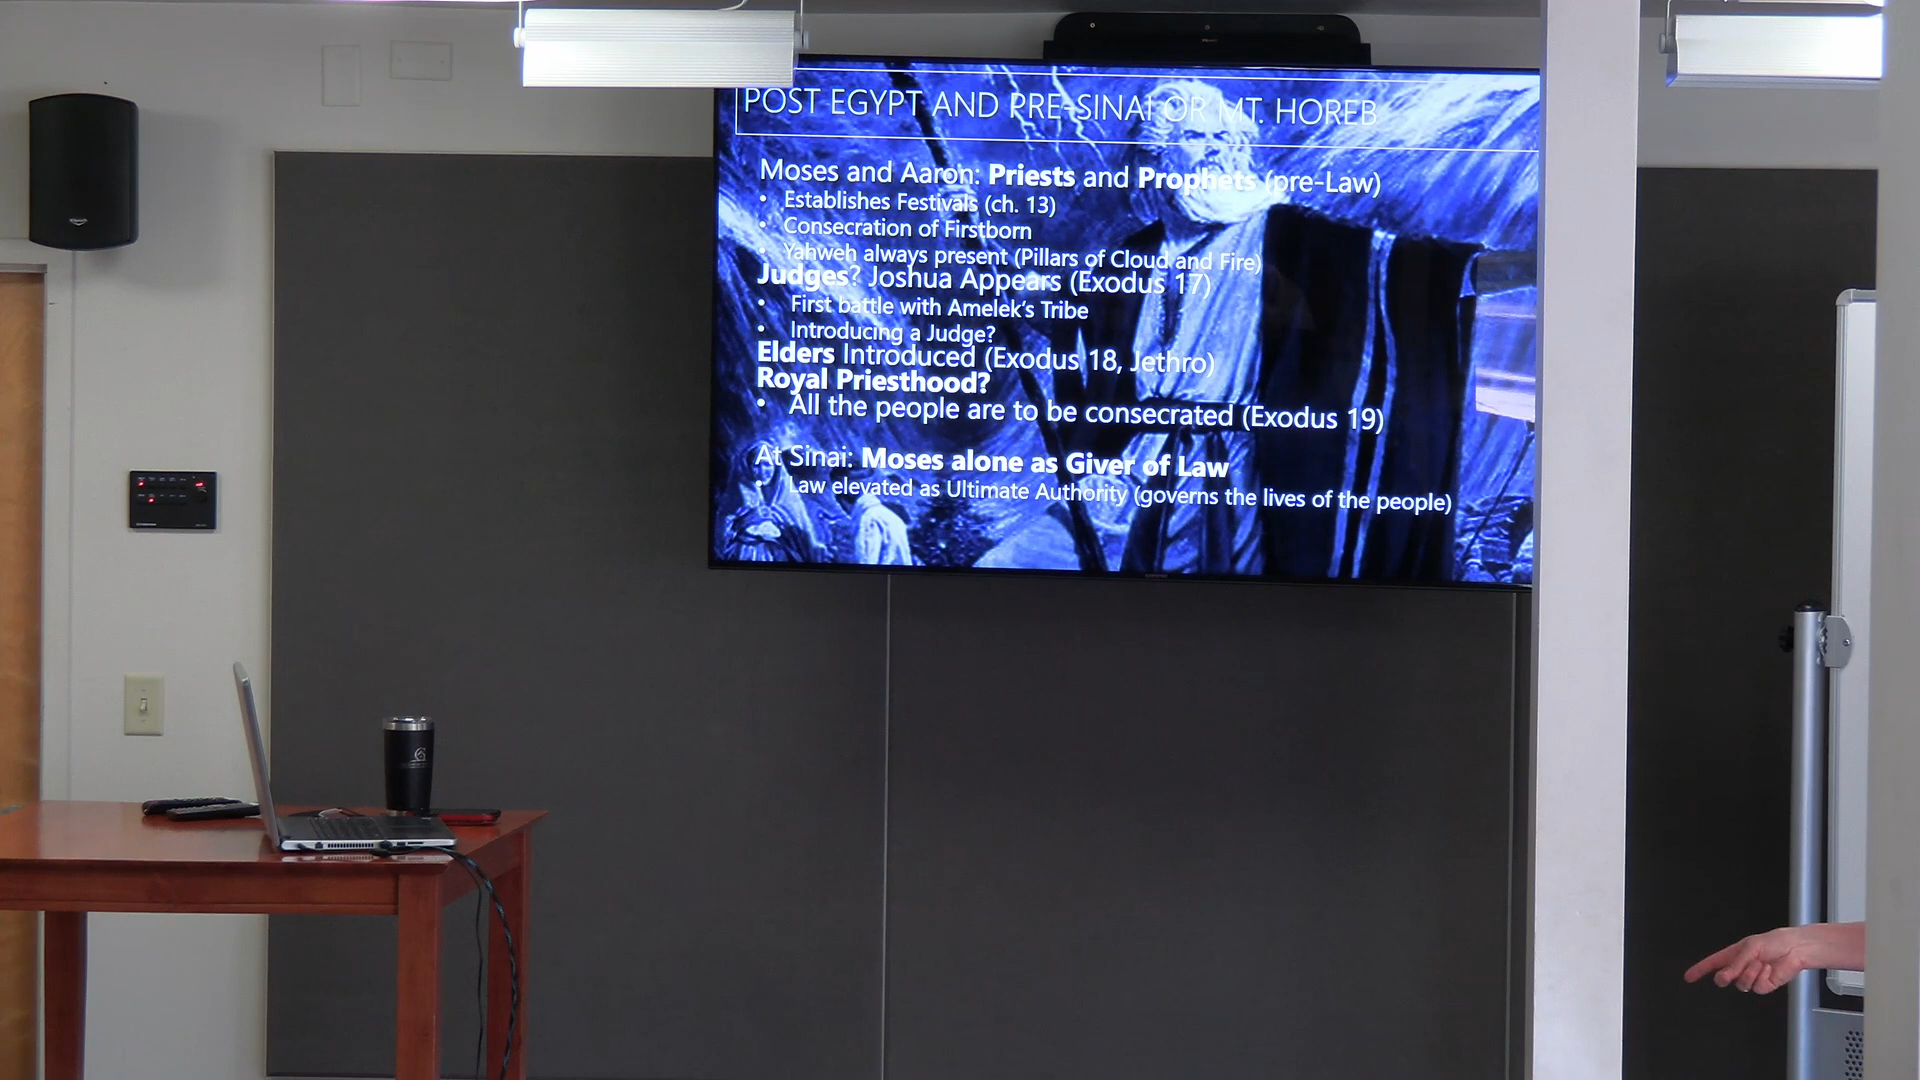 POST EGYPT AND PRE-SINAI OR MT. HOREB
Moses and Aaron: Priests and Prophets (pre-Law)
• Establishes Festivals (ch. 13)
• Consecration of Firstborn
• Yahweh always present (Pillars of Cloud and Fire)
Judges? Joshua Appears (Exodus 17)
• First battle with Amelek's Tribe
• Introducing a Judge?
Elders Introduced (Exodus 18, Jethro)
Royal Priesthood?
• All the people are to be consecrated (Exodus 19)
At Sinai: Moses alone as Giver of Law
• Law elevated as Ultimate Authority (governs the lives of the people)